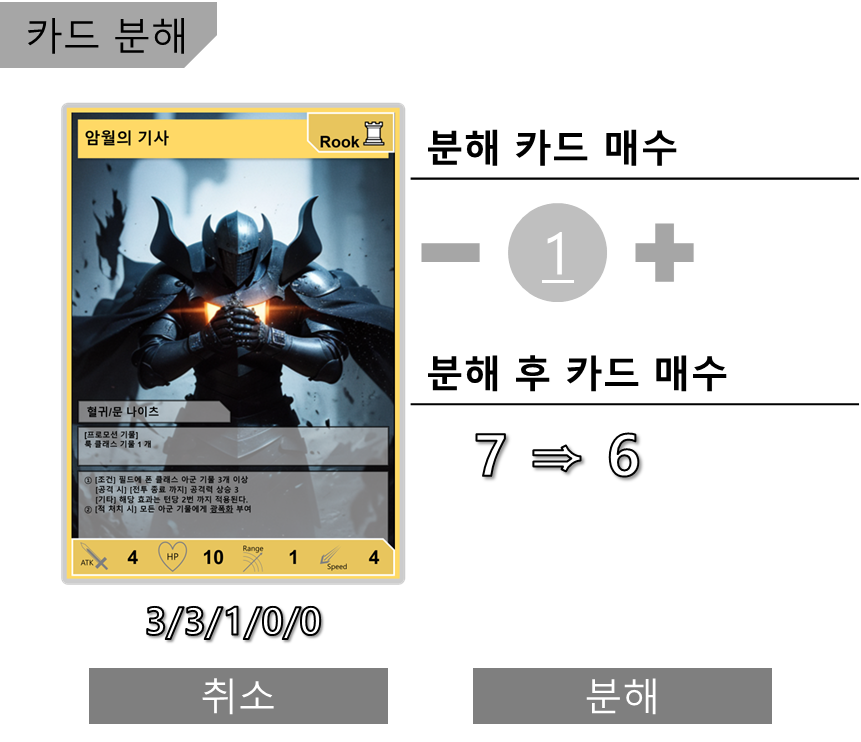 카드 분해
암월의 기사
Rook
분해 카드 매수
1
분해 후 카드 매수
7 ⇒ 6
혈귀/문 나이츠
[프로모션 기물]
룩 클래스 기물 1 개
① [조건] 필드에 폰 클래스 아군 기물 3개 이상
[공격 시] [전투 종료 까지] 공격력 상승 3
[기타] 해당 효과는 턴당 2번 까지 적용된다.
② [적 처치 시] 모든 아군 기물에게 광폭화 부여
ATK 4 HP 10 Range 1 Speed 4
3/3/1/0/0
취소
분해